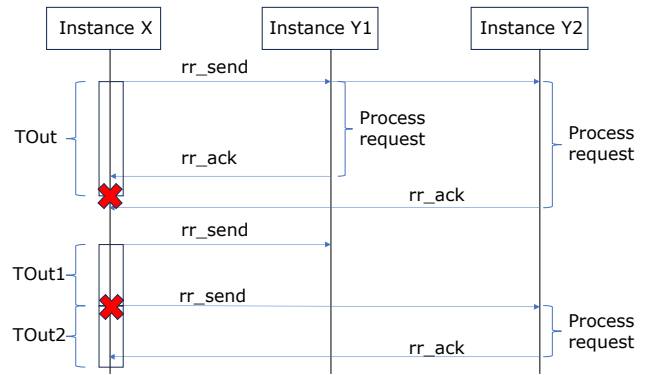 Instance X
Instance Y1
Instance Y2
rr_send
Process
request
TOut
Process
request
rr_ack
rr_ack
rr_send
TOut1
rr_send
TOut2
Process
request
rr_ack